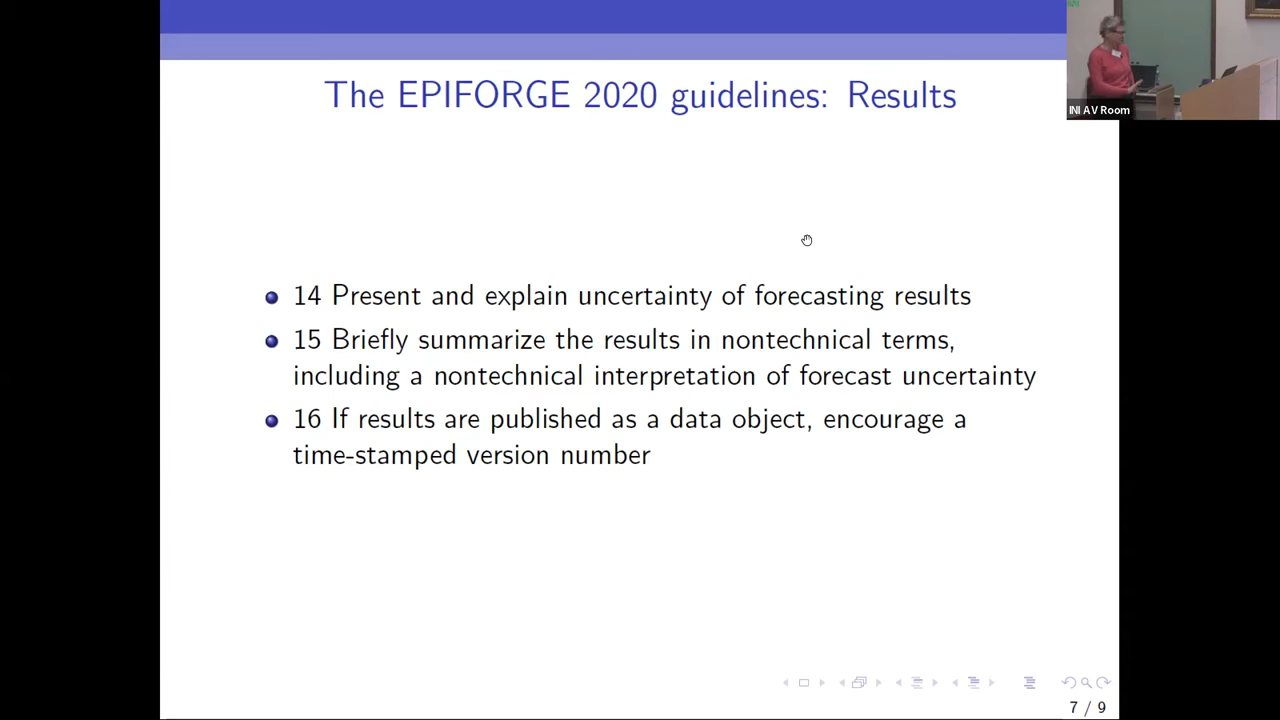 The EPIFORGE 2020 guidelines: Results
INI AV Room
14 Present and explain uncertainty of forecasting results
15 Briefly summarize the results in nontechnical terms,
including a nontechnical interpretation of forecast uncertainty
16 If results are published as a data object, encourage a
time-stamped version number
7 / 9